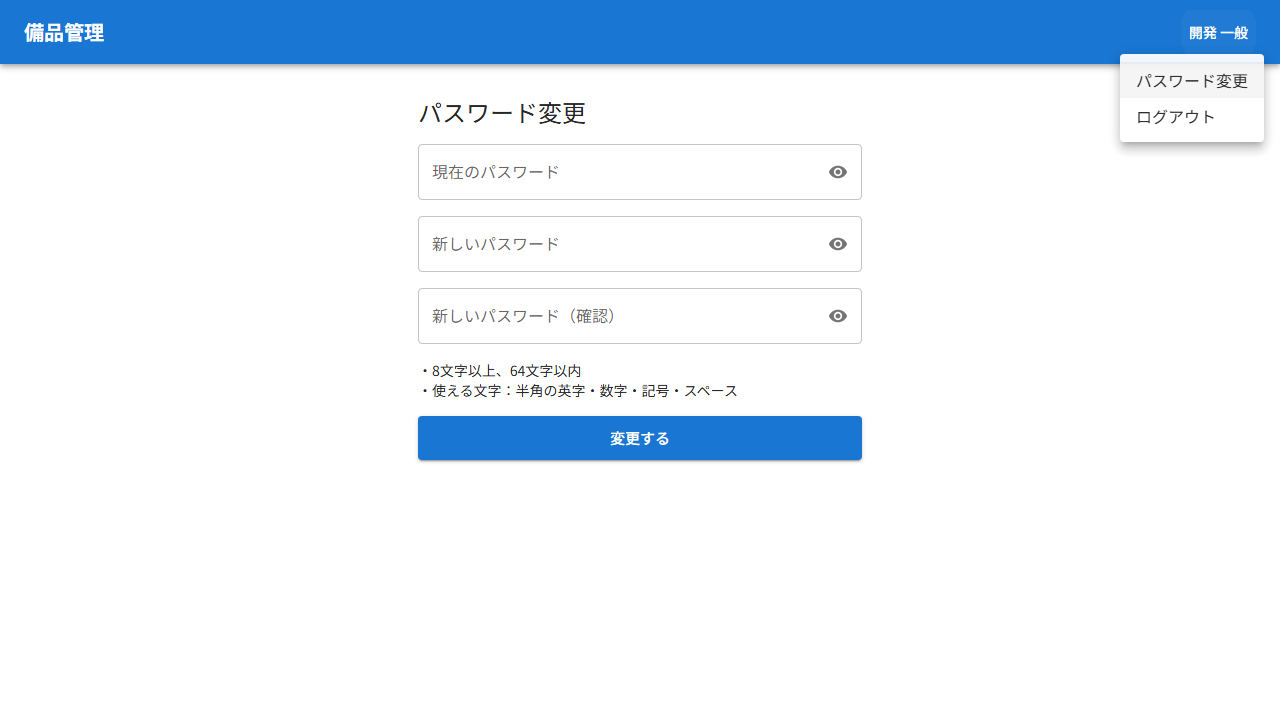 備品管理
開発 一般
パスワード変更
ログアウト
パスワード変更
現在のパスワード
新しいパスワード
新しいパスワード（確認）
・8文字以上、64文字以内
・使える文字：半角の英字・数字・記号・スペース
変更する